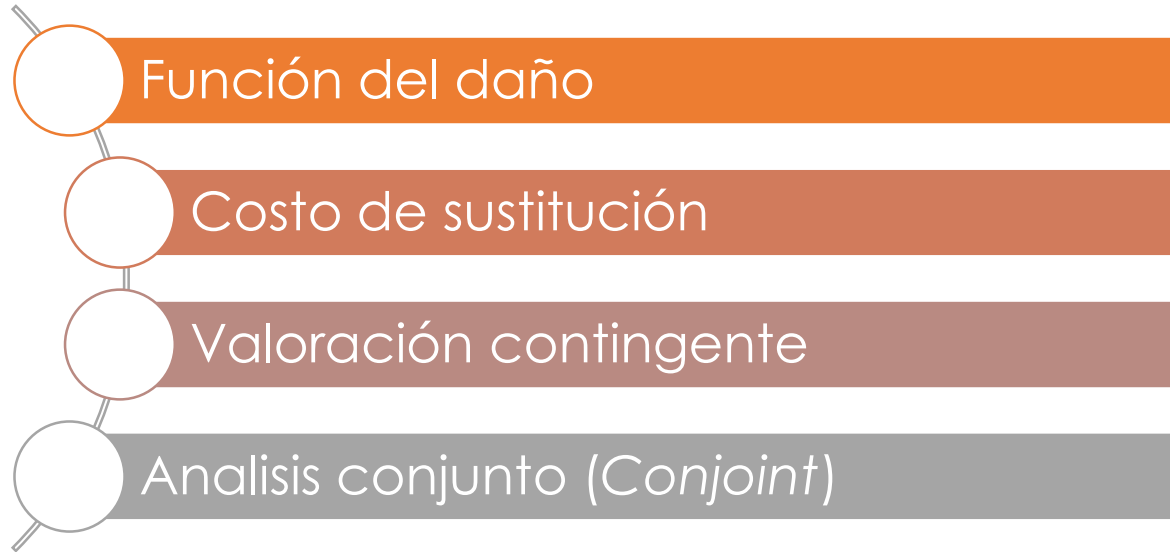 Función del daño
Costo de sustitución
Valoración contingente
Analisis conjunto (Conjoint)